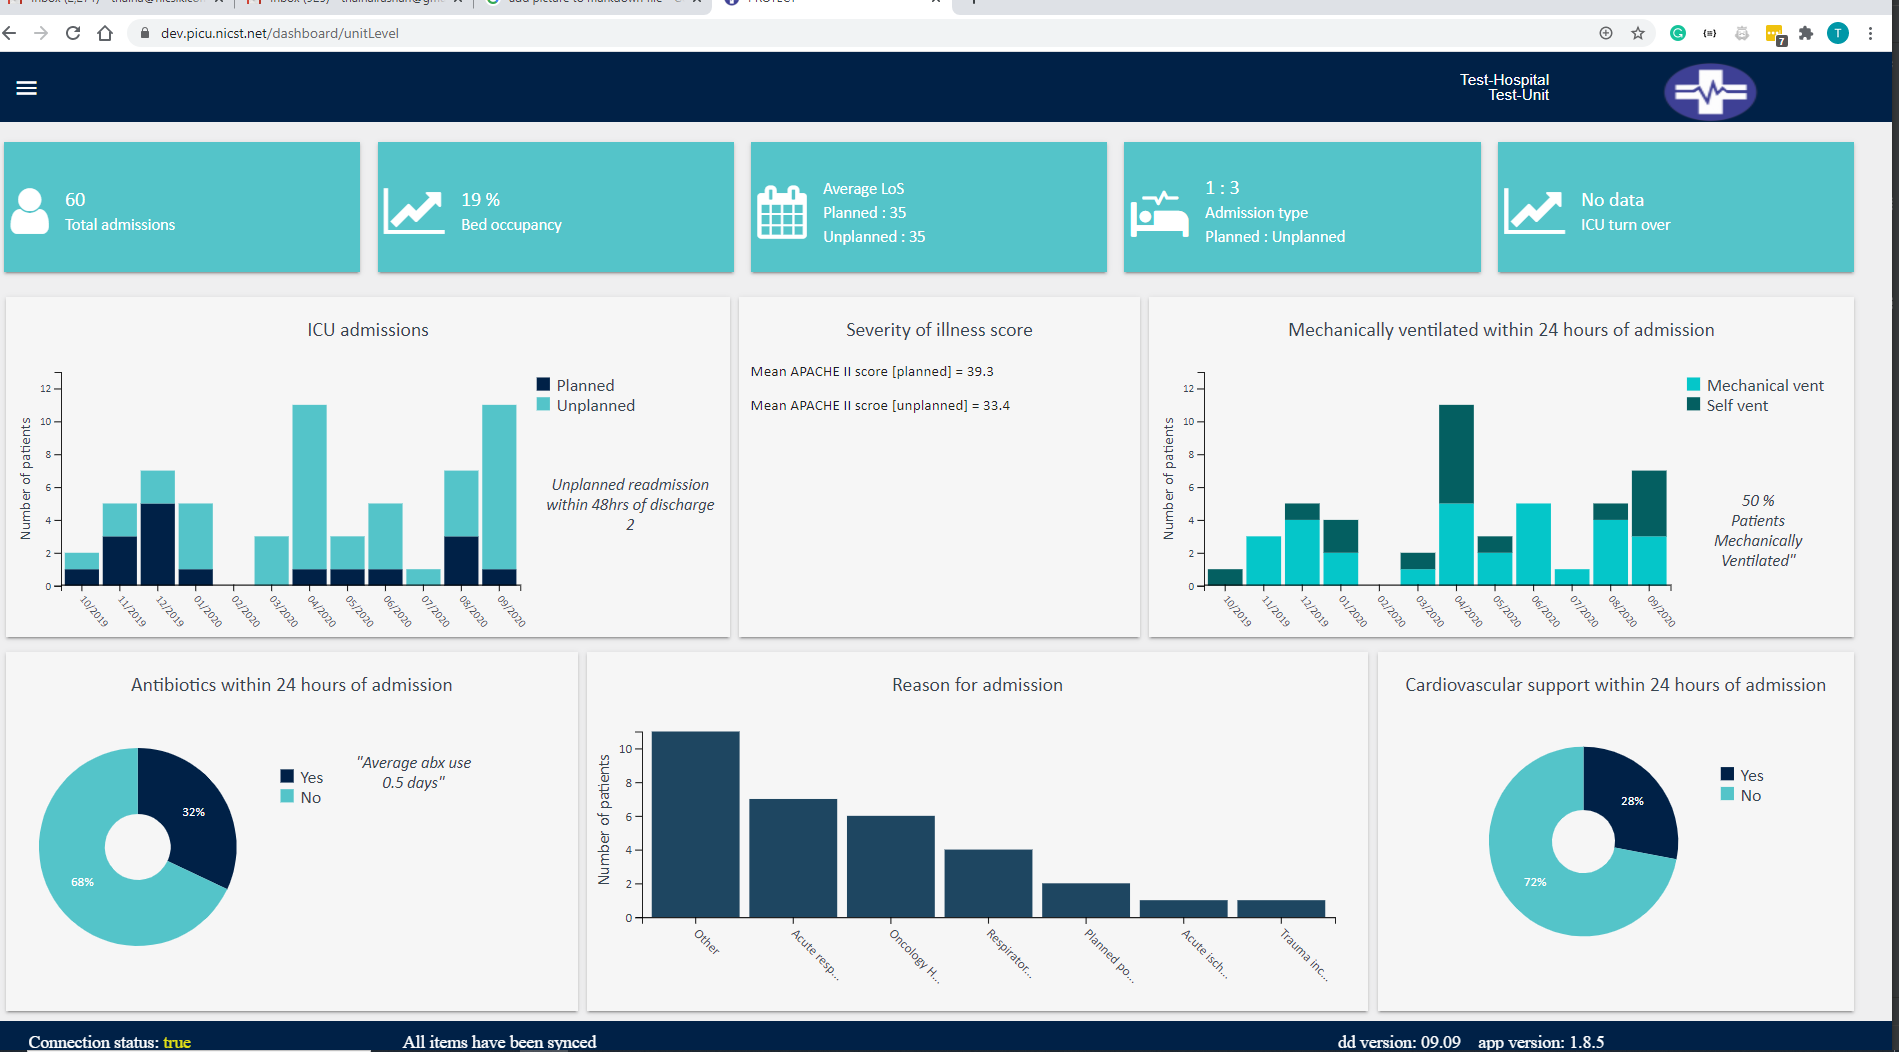 dev.picu.nicst.net/dashboard/unitLevel
7
T
Test-Hospital
Test-Unit
60
Total admissions
19 %
Bed occupancy
Average LoS
Planned : 35
Unplanned : 35
1 : 3
Admission type
Planned : Unplanned
No data
ICU turn over
ICU admissions
Number of patients
12
10
8
6
4
2
0
10/2019
11/2019
12/2019
01/2020
02/2020
03/2020
04/2020
05/2020
06/2020
07/2020
08/2020
09/2020
Planned
Unplanned
Unplanned readmission
within 48hrs of discharge
2
Severity of illness score
Mean APACHE II score [planned] = 39.3
Mean APACHE II scroe [unplanned] = 33.4
Mechanically ventilated within 24 hours of admission
Number of patients
12
10
8
6
4
2
0
10/2019
11/2019
12/2019
01/2020
02/2020
03/2020
04/2020
05/2020
06/2020
07/2020
08/2020
09/2020
Mechanical vent
Self vent
50 %
Patients
Mechanically
Ventilated"
Antibiotics within 24 hours of admission
32%
68%
Yes
No
"Average abx use
0.5 days"
Reason for admission
Number of patients
10
8
6
4
2
0
Other
Acute resp...
Oncology H...
Respirator...
Planned po...
Acute isch...
Trauma inc...
Cardiovascular support within 24 hours of admission
28%
72%
Yes
No
Connection status: true
All items have been synced
dd version: 09.09
app version: 1.8.5